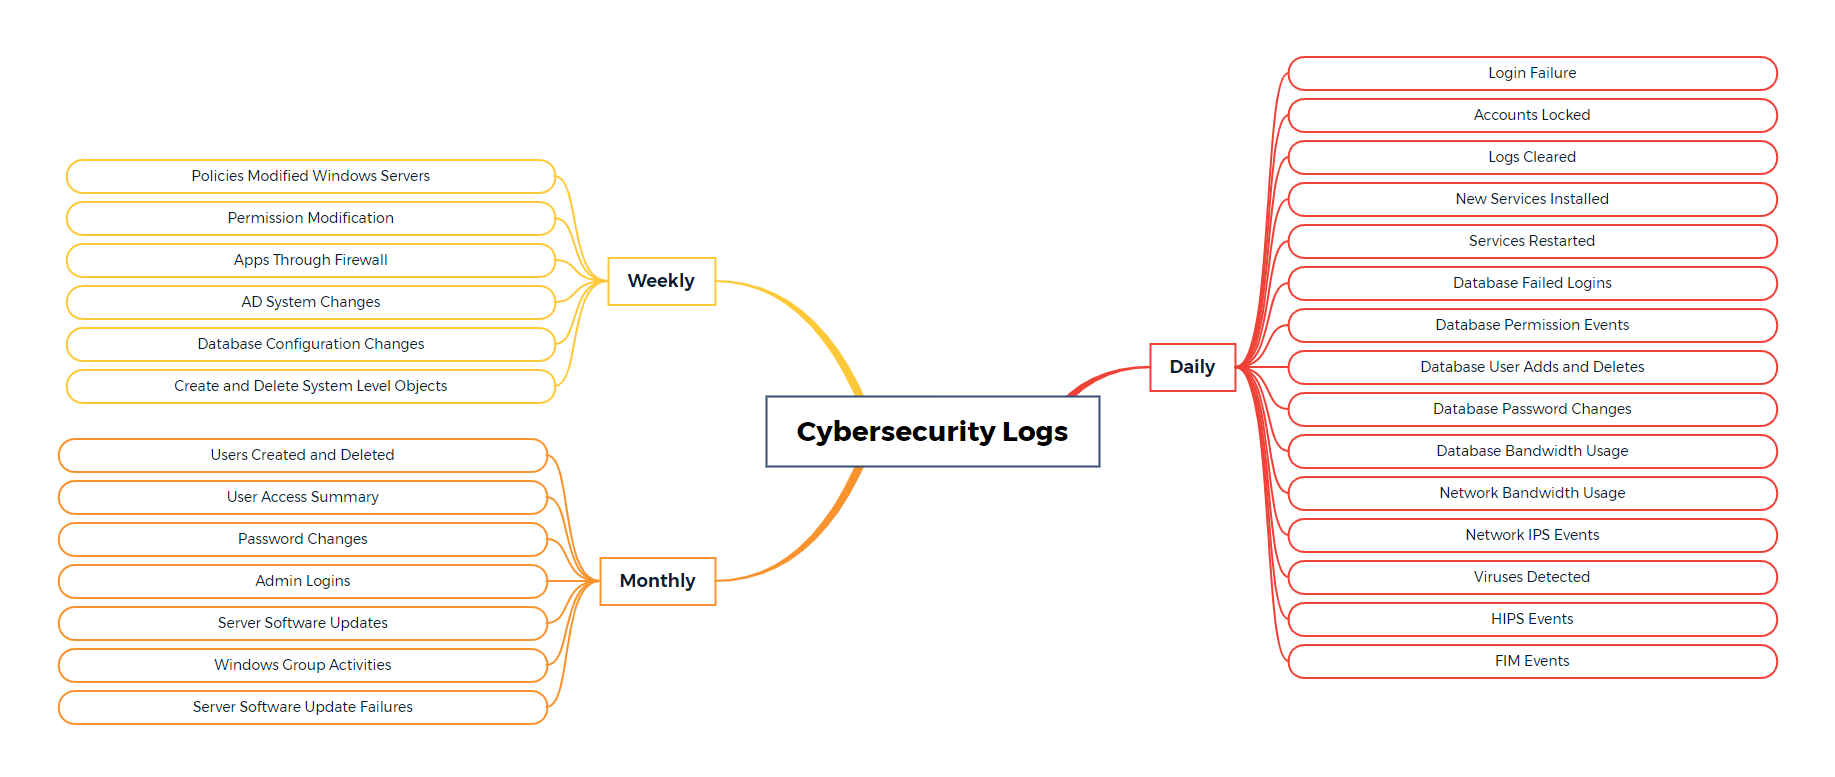 Cybersecurity Logs
Daily
Login Failure
Accounts Locked
Logs Cleared
New Services Installed
Services Restarted
Database Failed Logins
Database Permission Events
Database User Adds and Deletes
Database Password Changes
Database Bandwidth Usage
Network Bandwidth Usage
Network IPS Events
Viruses Detected
HIPS Events
FIM Events
Weekly
Policies Modified Windows Servers
Permission Modification
Apps Through Firewall
AD System Changes
Database Configuration Changes
Create and Delete System Level Objects
Monthly
Users Created and Deleted
User Access Summary
Password Changes
Admin Logins
Server Software Updates
Windows Group Activities
Server Software Update Failures